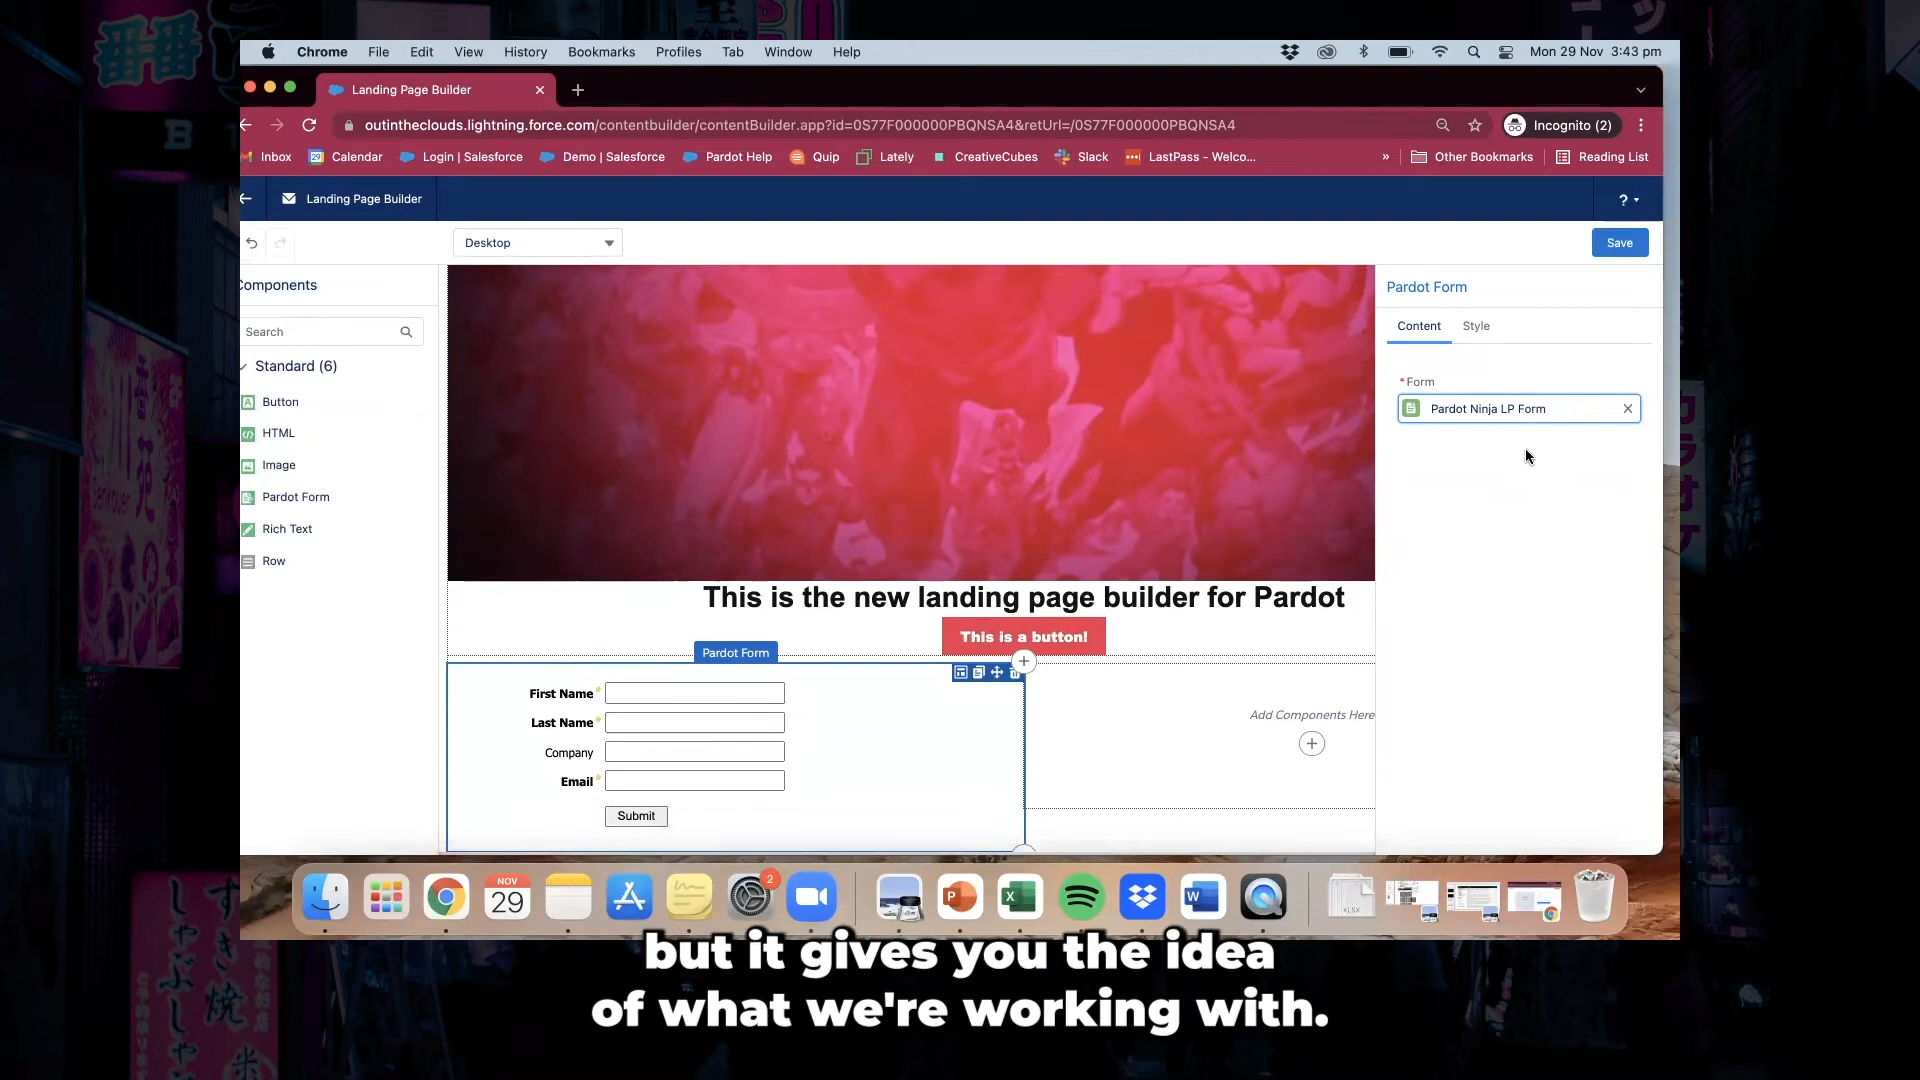 Chrome File Edit View History Bookmarks Profiles Tab Window Help Mon 29 Nov 3:43 pm
Landing Page Builder
outintheclouds.lightning.force.com/contentbuilder/contentBuilder.app?id=0S77F000000PBQNSA4&retUrl=/0S77F000000PBQNSA4 Incognito (2)
Inbox Calendar Login | Salesforce Demo | Salesforce Pardot Help Quip Lately CreativeCubes Slack LastPass - Welco... » Other Bookmarks Reading List
Landing Page Builder ?
Desktop Save
Components
Search
Standard (6)
Button
HTML
Image
Pardot Form
Rich Text
Row
This is the new landing page builder for Pardot
This is a button!
Pardot Form
First Name *
Last Name *
Company
Email *
Submit
Add Components Here
Pardot Form
Content Style
* Form
Pardot Ninja LP Form
NOV
29
2
XLSX
but it gives you the idea
of what we're working with.